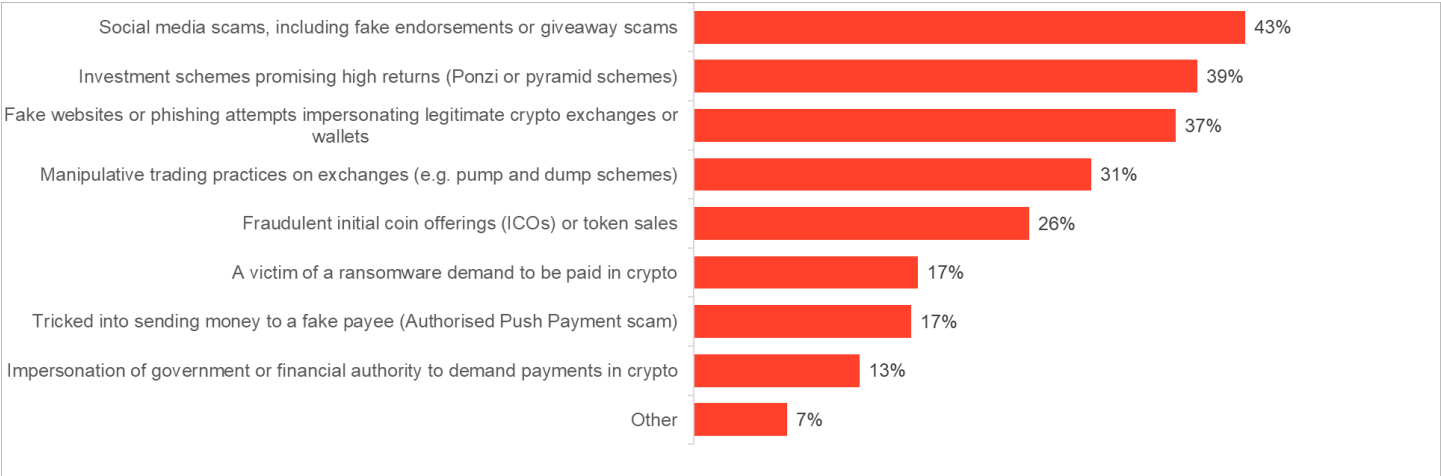 Social media scams, including fake endorsements or giveaway scams 43%
Investment schemes promising high returns (Ponzi or pyramid schemes) 39%
Fake websites or phishing attempts impersonating legitimate crypto exchanges or
wallets 37%
Manipulative trading practices on exchanges (e.g. pump and dump schemes) 31%
Fraudulent initial coin offerings (ICOs) or token sales 26%
A victim of a ransomware demand to be paid in crypto 17%
Tricked into sending money to a fake payee (Authorised Push Payment scam) 17%
Impersonation of government or financial authority to demand payments in crypto 13%
Other 7%